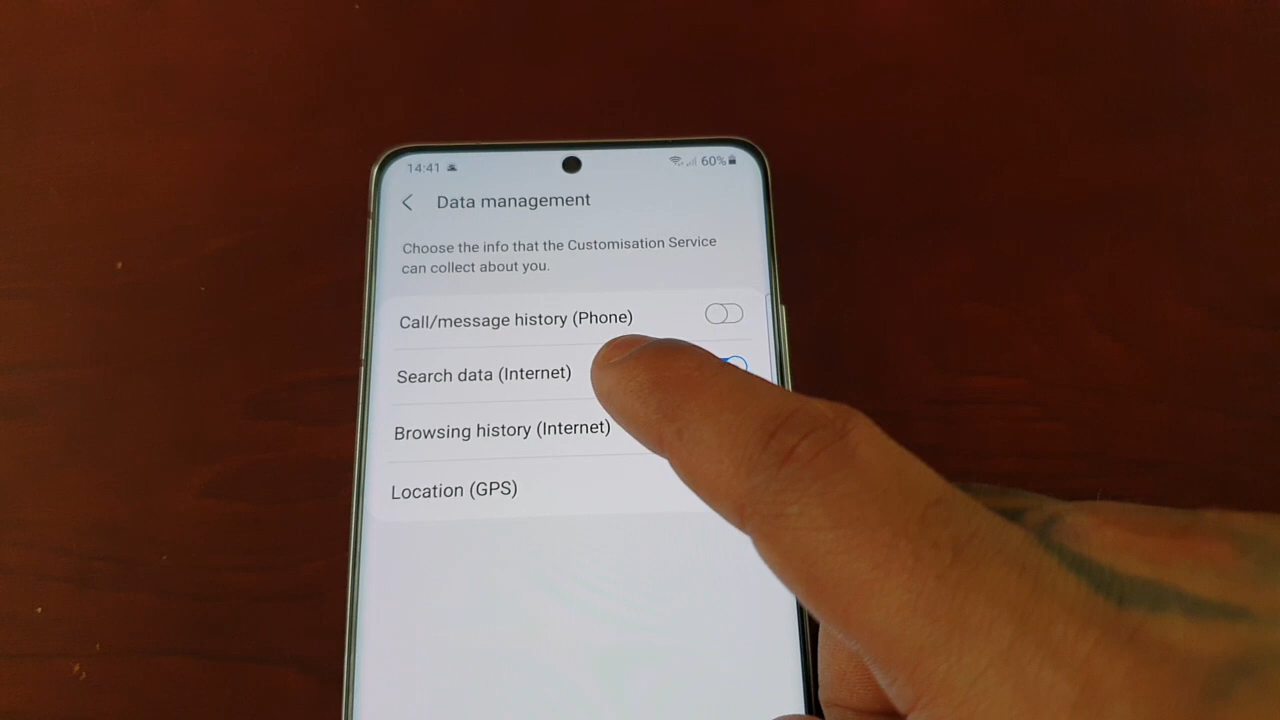 14:41 60%
Data management
Choose the info that the Customisation Service
can collect about you.
Call/message history (Phone)
Search data (Internet)
Browsing history (Internet)
Location (GPS)